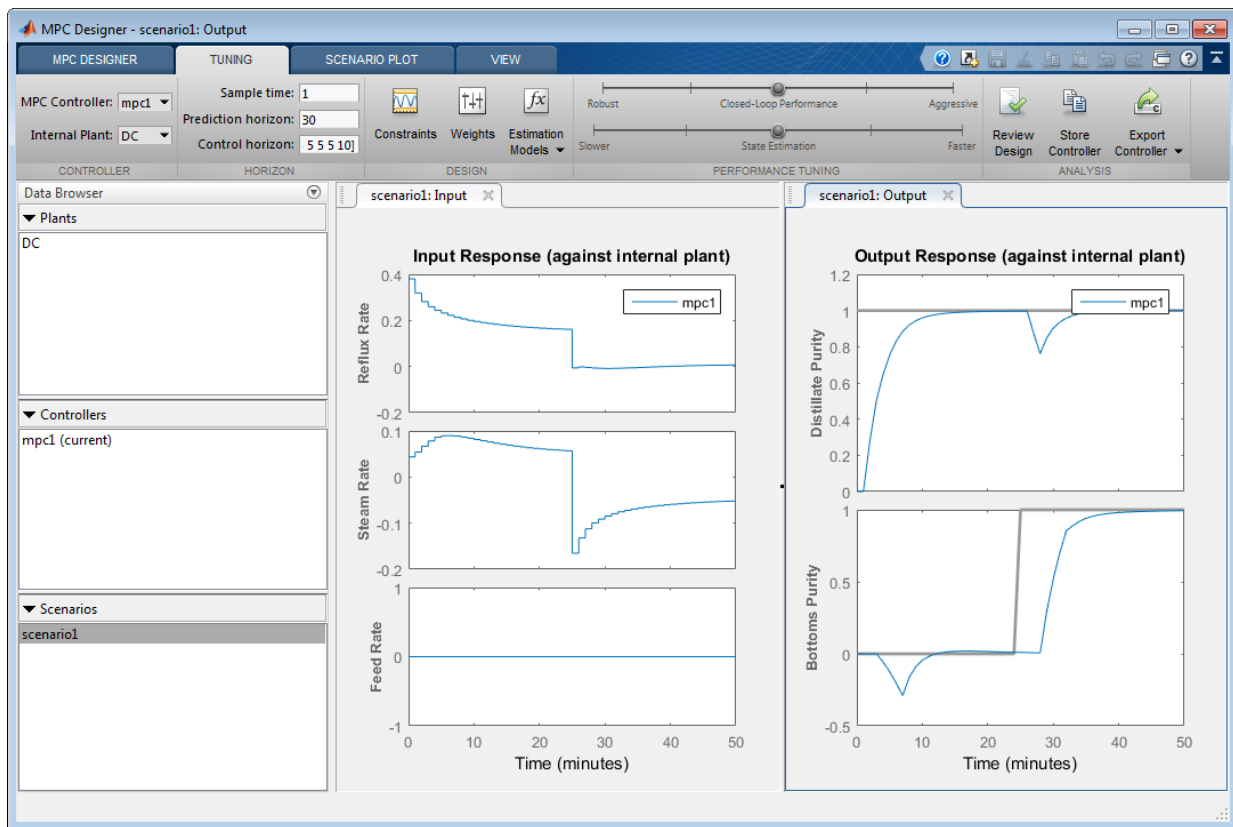 MPC Designer - scenario1: Output
MPC DESIGNER TUNING SCENARIO PLOT VIEW
MPC Controller: mpc1
Internal Plant: DC
CONTROLLER
Sample time: 1
Prediction horizon: 30
Control horizon: 5 5 5 10]
HORIZON
Constraints
Weights
Estimation
Models
DESIGN
Robust Closed-Loop Performance Aggressive
Slower State Estimation Faster
PERFORMANCE TUNING
Review
Design
Store
Controller
Export
Controller
ANALYSIS
Data Browser
Plants
DC
Controllers
mpc1 (current)
Scenarios
scenario1
scenario1: Input
Input Response (against internal plant)
mpc1
Reflux Rate
0.4
0.2
0
-0.2
Steam Rate
0.1
0
-0.1
-0.2
Feed Rate
1
0
-1
0 10 20 30 40 50
Time (minutes)
scenario1: Output
Output Response (against internal plant)
mpc1
Distillate Purity
1.2
1
0.8
0.6
0.4
0.2
0
Bottoms Purity
1
0.5
0
-0.5
0 10 20 30 40 50
Time (minutes)